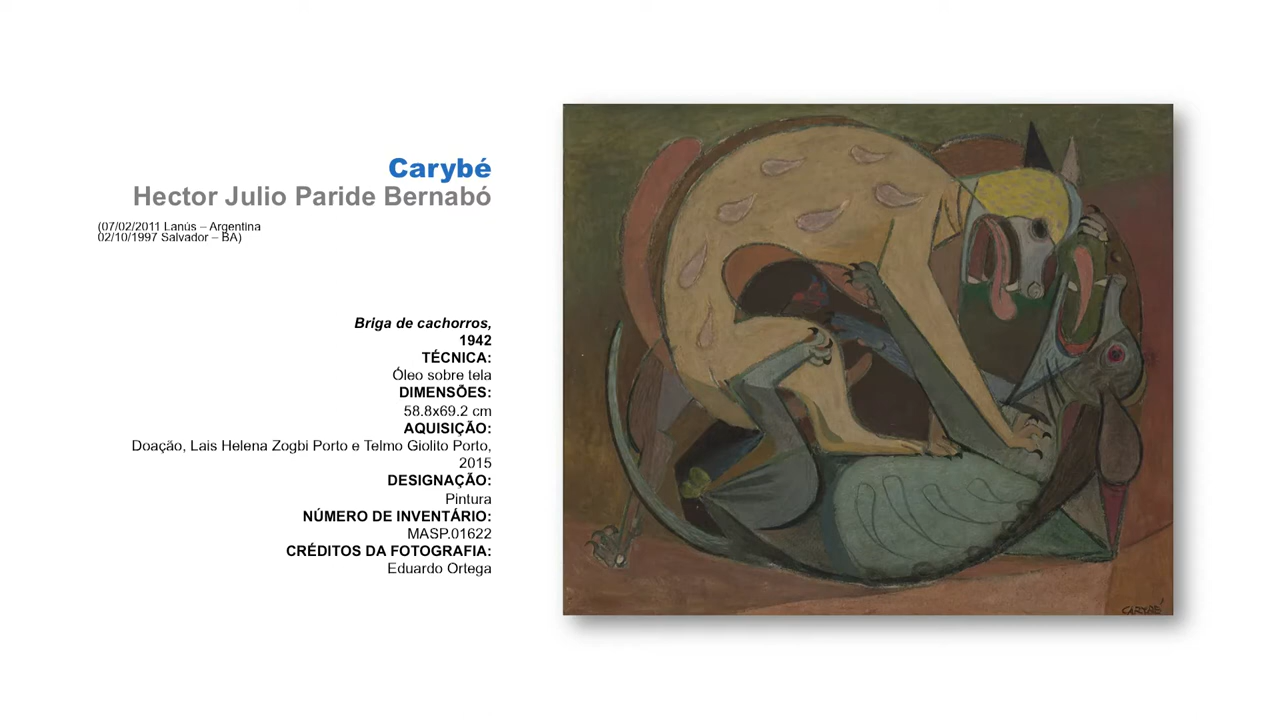 Carybé
Hector Julio Paride Bernabó
(07/02/2011 Lanús – Argentina
02/10/1997 Salvador – BA)
Briga de cachorros,
1942
TÉCNICA:
Óleo sobre tela
DIMENSÕES:
58.8x69.2 cm
AQUISIÇÃO:
Doação, Lais Helena Zogbi Porto e Telmo Giolito Porto,
2015
DESIGNAÇÃO:
Pintura
NÚMERO DE INVENTÁRIO:
MASP.01622
CRÉDITOS DA FOTOGRAFIA:
Eduardo Ortega
CARYBÉ